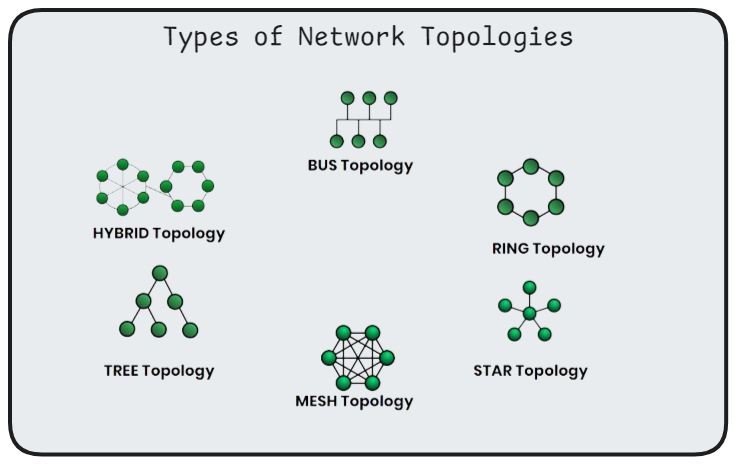 Types of Network Topologies
BUS Topology
HYBRID Topology
RING Topology
TREE Topology
STAR Topology
MESH Topology